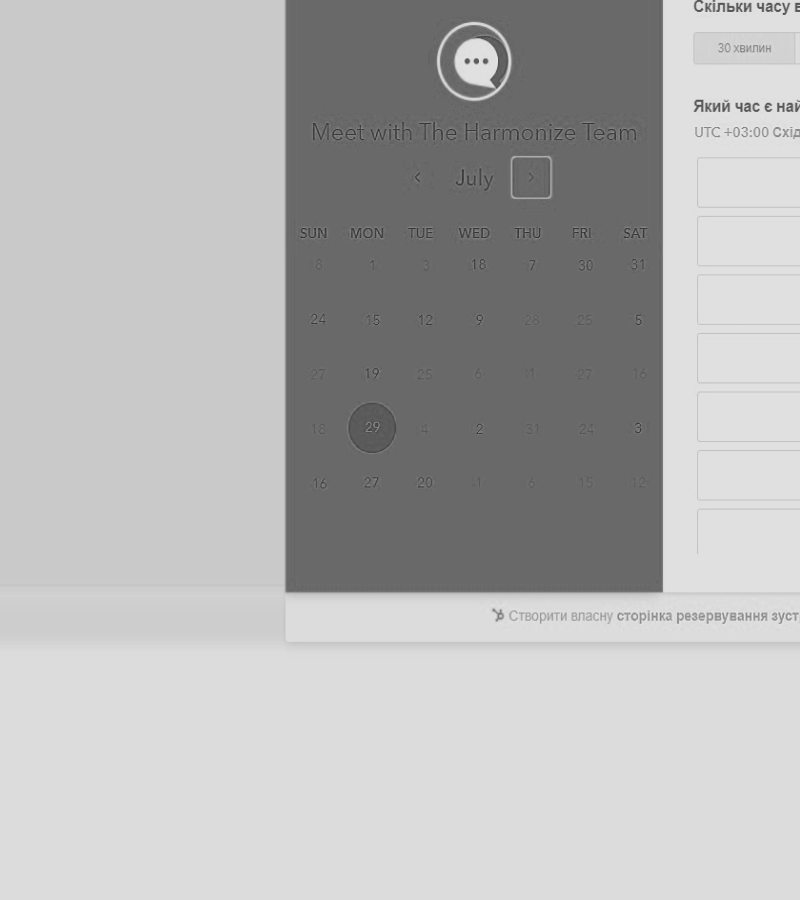 Скільки часу в
30 хвилин
Meet with The Harmonize Team
Який час є най
UTC +03:00 Схід
July
SUN MON TUE WED THU FRI SAT
8 1 3 18 7 30 31
24 15 12 9 28 25 5
27 19 25 6 1 27 16
18 29 4 2 31 24 3
16 27 20 1 6 15 12
Створити власну сторінка резервування зуст